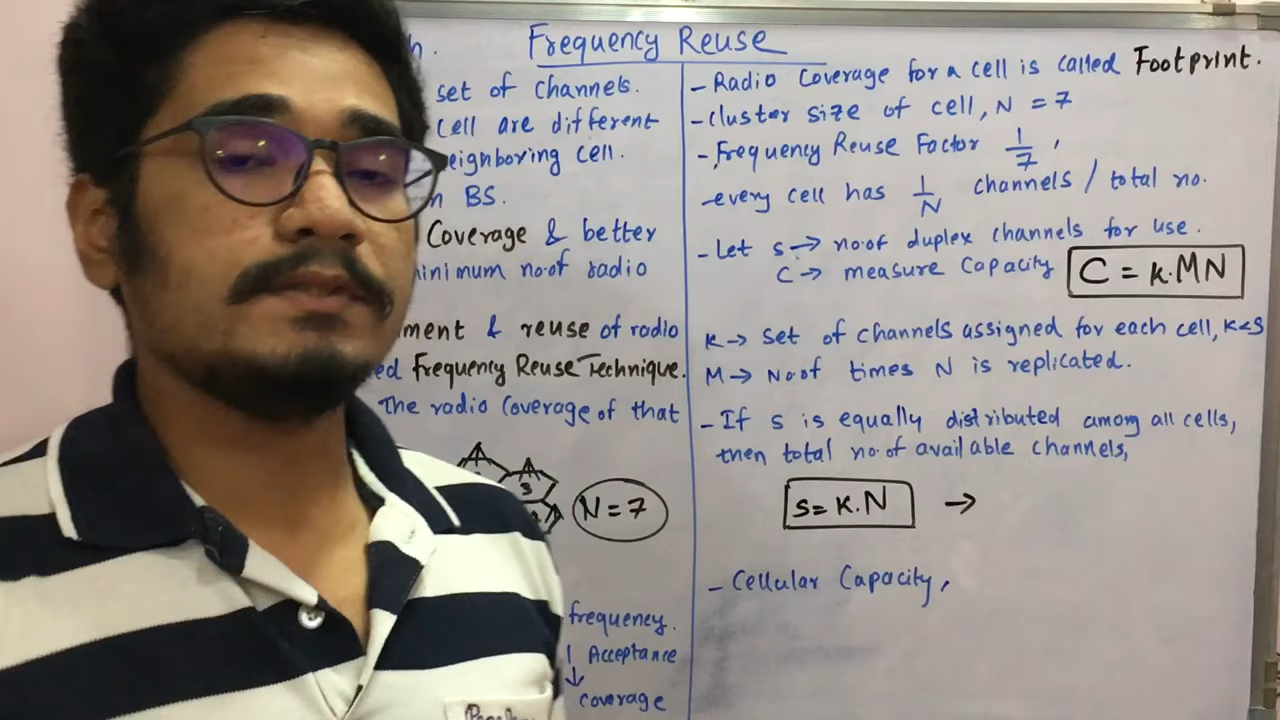 Frequency Reuse
set of channels.
cell are different
eighboring cell.
n BS.
Coverage & better
inimum no.of radio
ment & reuse of radio
ed Frequency Reuse Technique.
The radio Coverage of that
S
N = 7
frequency.
Acceptance
↓
coverage
- Radio Coverage for a cell is called Footprint.
- cluster size of cell, N = 7
- Frequency Reuse Factor 1/7,
- every cell has 1/N channels / total no.
- Let s → no.of duplex channels for use.
C → measure Capacity C = k.MN
K → set of channels assigned for each cell, K<S
M → No.of times N is replicated.
- If s is equally distributed among all cells,
then total no.of available channels,
s = K.N →
- Cellular Capacity,